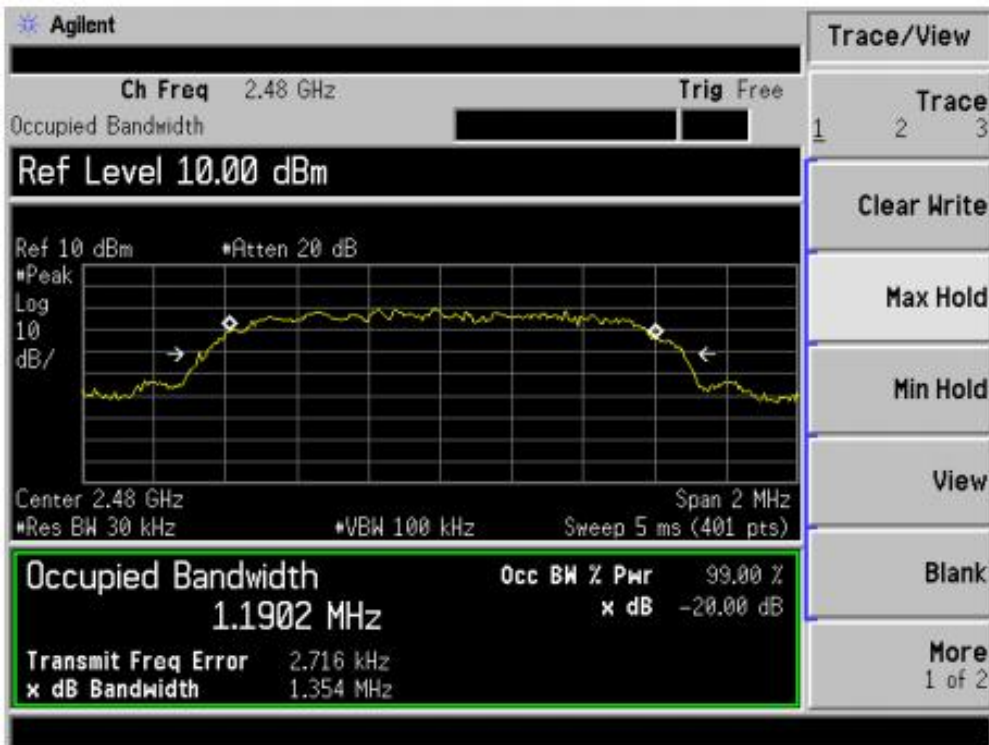 Agilent
Trace/View
Ch Freq 2.48 GHz Trig Free
Occupied Bandwidth
Trace
1 2 3
Ref Level 10.00 dBm
Clear Write
Ref 10 dBm #Atten 20 dB
#Peak
Log
10
dB/
Max Hold
Min Hold
View
Center 2.48 GHz Span 2 MHz
#Res BW 30 kHz #VBW 100 kHz Sweep 5 ms (401 pts)
Occupied Bandwidth Occ BW % Pwr 99.00 %
1.1902 MHz x dB -20.00 dB
Blank
Transmit Freq Error 2.716 kHz
x dB Bandwidth 1.354 MHz
More
1 of 2